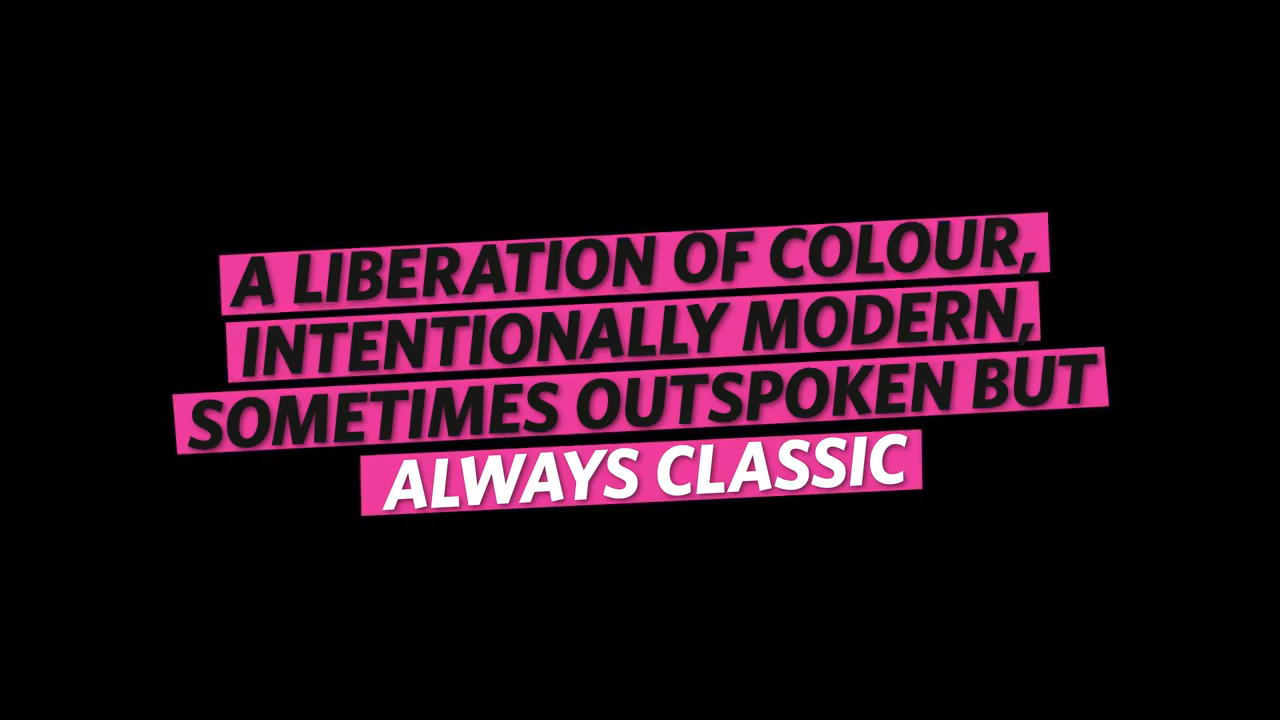 A LIBERATION OF COLOUR,
INTENTIONALLY MODERN,
SOMETIMES OUTSPOKEN BUT
ALWAYS CLASSIC